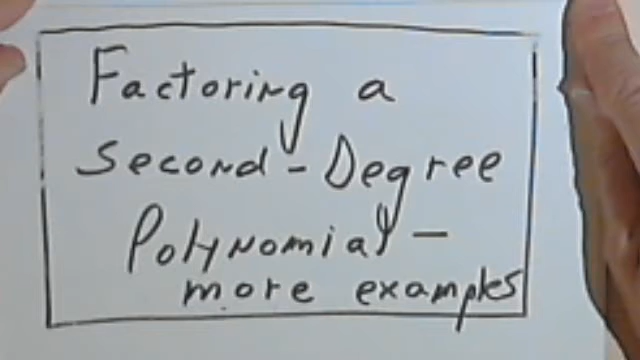 Factoring a
Second-Degree
Polynomial -
more examples